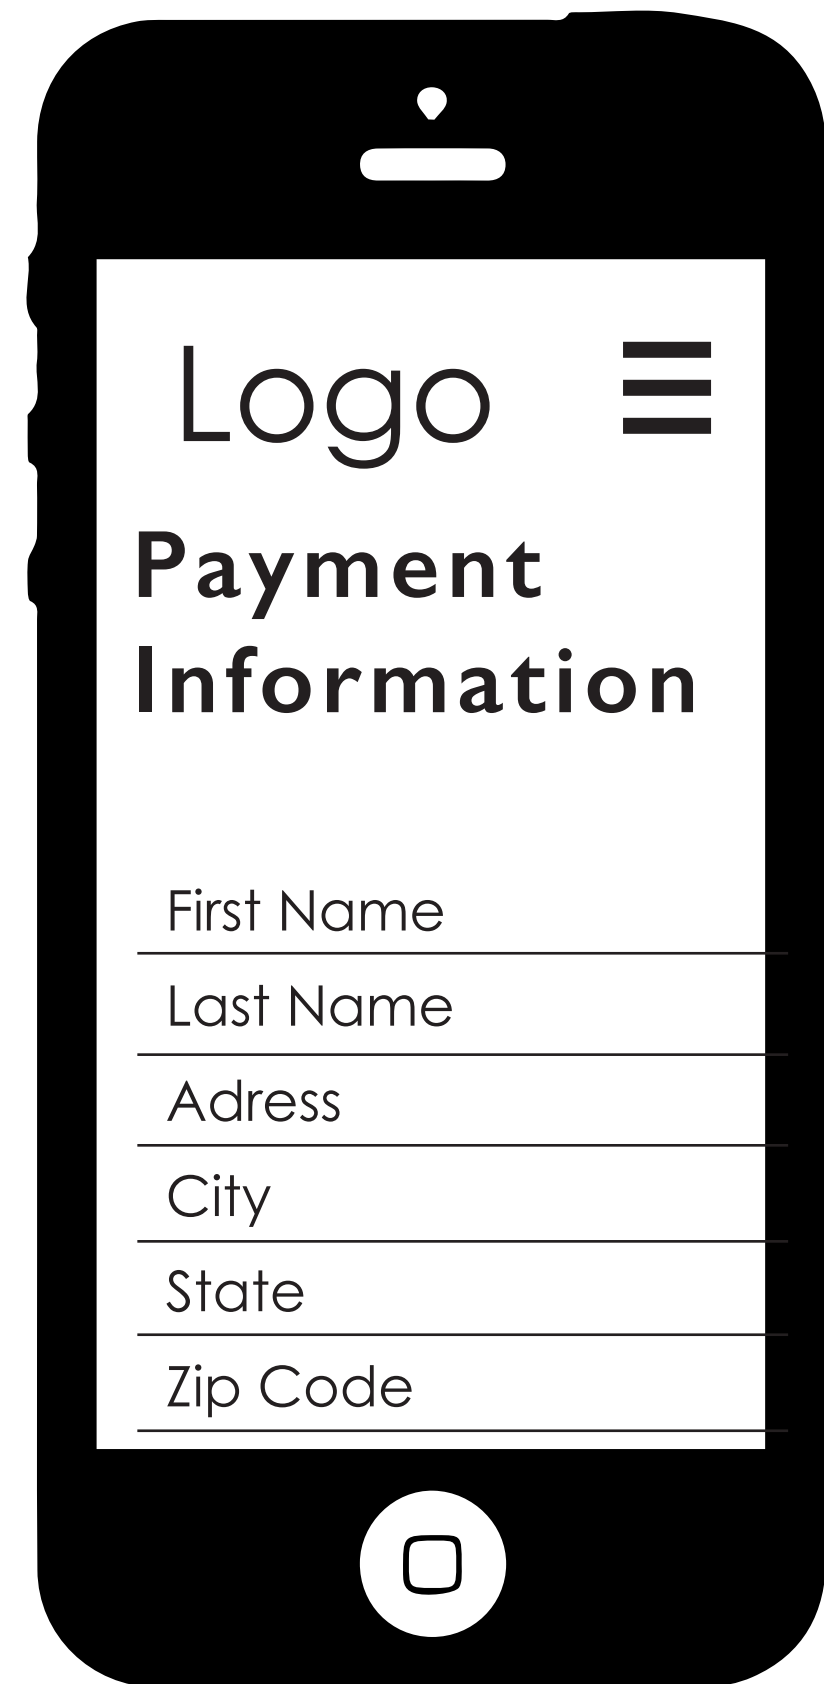 Logo
Payment
Information
First Name
Last Name
Adress
City
State
Zip Code